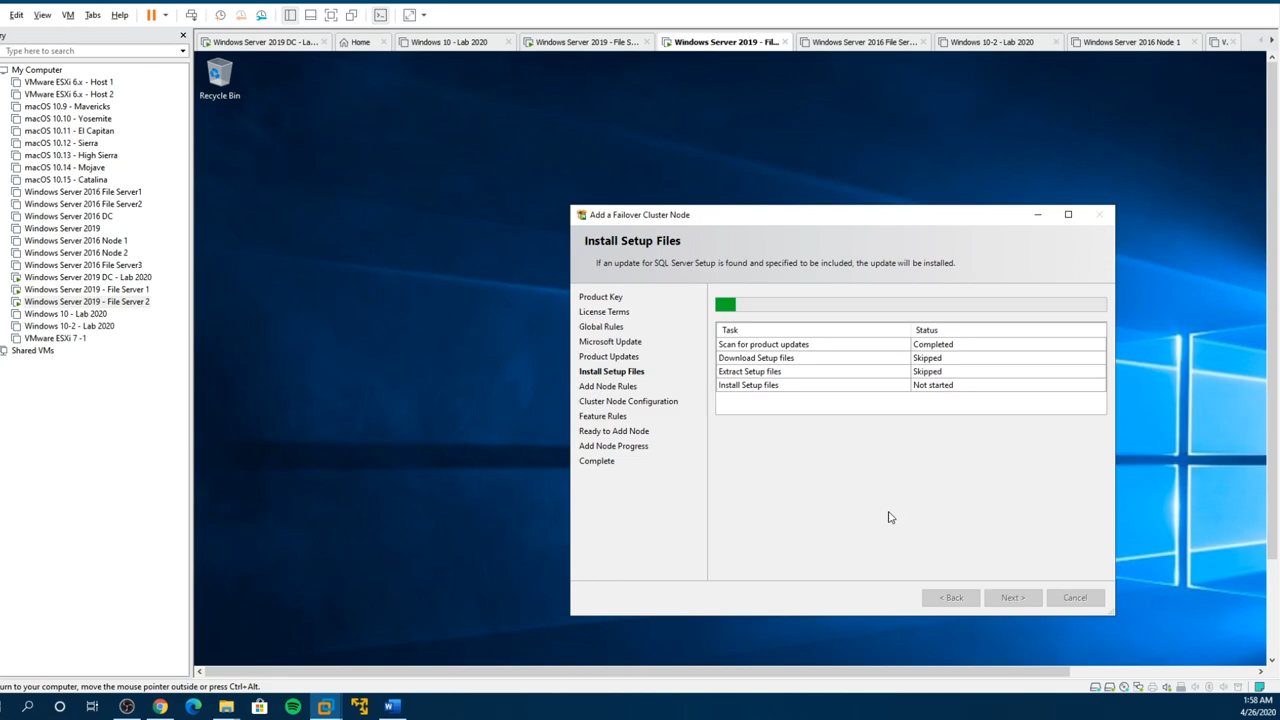 Edit View VM Tabs Help
ry
Type here to search
Windows Server 2019 DC - La...
Home
Windows 10 - Lab 2020
Windows Server 2019 - File S...
Windows Server 2019 - Fil...
Windows Server 2016 File Ser...
Windows 10-2 - Lab 2020
Windows Server 2016 Node 1
V.
My Computer
VMware ESXi 6.x - Host 1
VMware ESXi 6.x - Host 2
macOS 10.9 - Mavericks
macOS 10.10 - Yosemite
macOS 10.11 - El Capitan
macOS 10.12 - Sierra
macOS 10.13 - High Sierra
macOS 10.14 - Mojave
macOS 10.15 - Catalina
Windows Server 2016 File Server1
Windows Server 2016 File Server2
Windows Server 2016 DC
Windows Server 2019
Windows Server 2016 Node 1
Windows Server 2016 Node 2
Windows Server 2016 File Server3
Windows Server 2019 DC - Lab 2020
Windows Server 2019 - File Server 1
Windows Server 2019 - File Server 2
Windows 10 - Lab 2020
Windows 10-2 - Lab 2020
VMware ESXi 7 -1
Shared VMs
Recycle Bin
Add a Failover Cluster Node
Install Setup Files
If an update for SQL Server Setup is found and specified to be included, the update will be installed.
Product Key
License Terms
Global Rules
Microsoft Update
Product Updates
Install Setup Files
Add Node Rules
Cluster Node Configuration
Feature Rules
Ready to Add Node
Add Node Progress
Complete
Task Status
Scan for product updates Completed
Download Setup files Skipped
Extract Setup files Skipped
Install Setup files Not started
< Back Next > Cancel
urn to your computer, move the mouse pointer outside or press Ctrl+Alt.
1:58 AM
4/26/2020